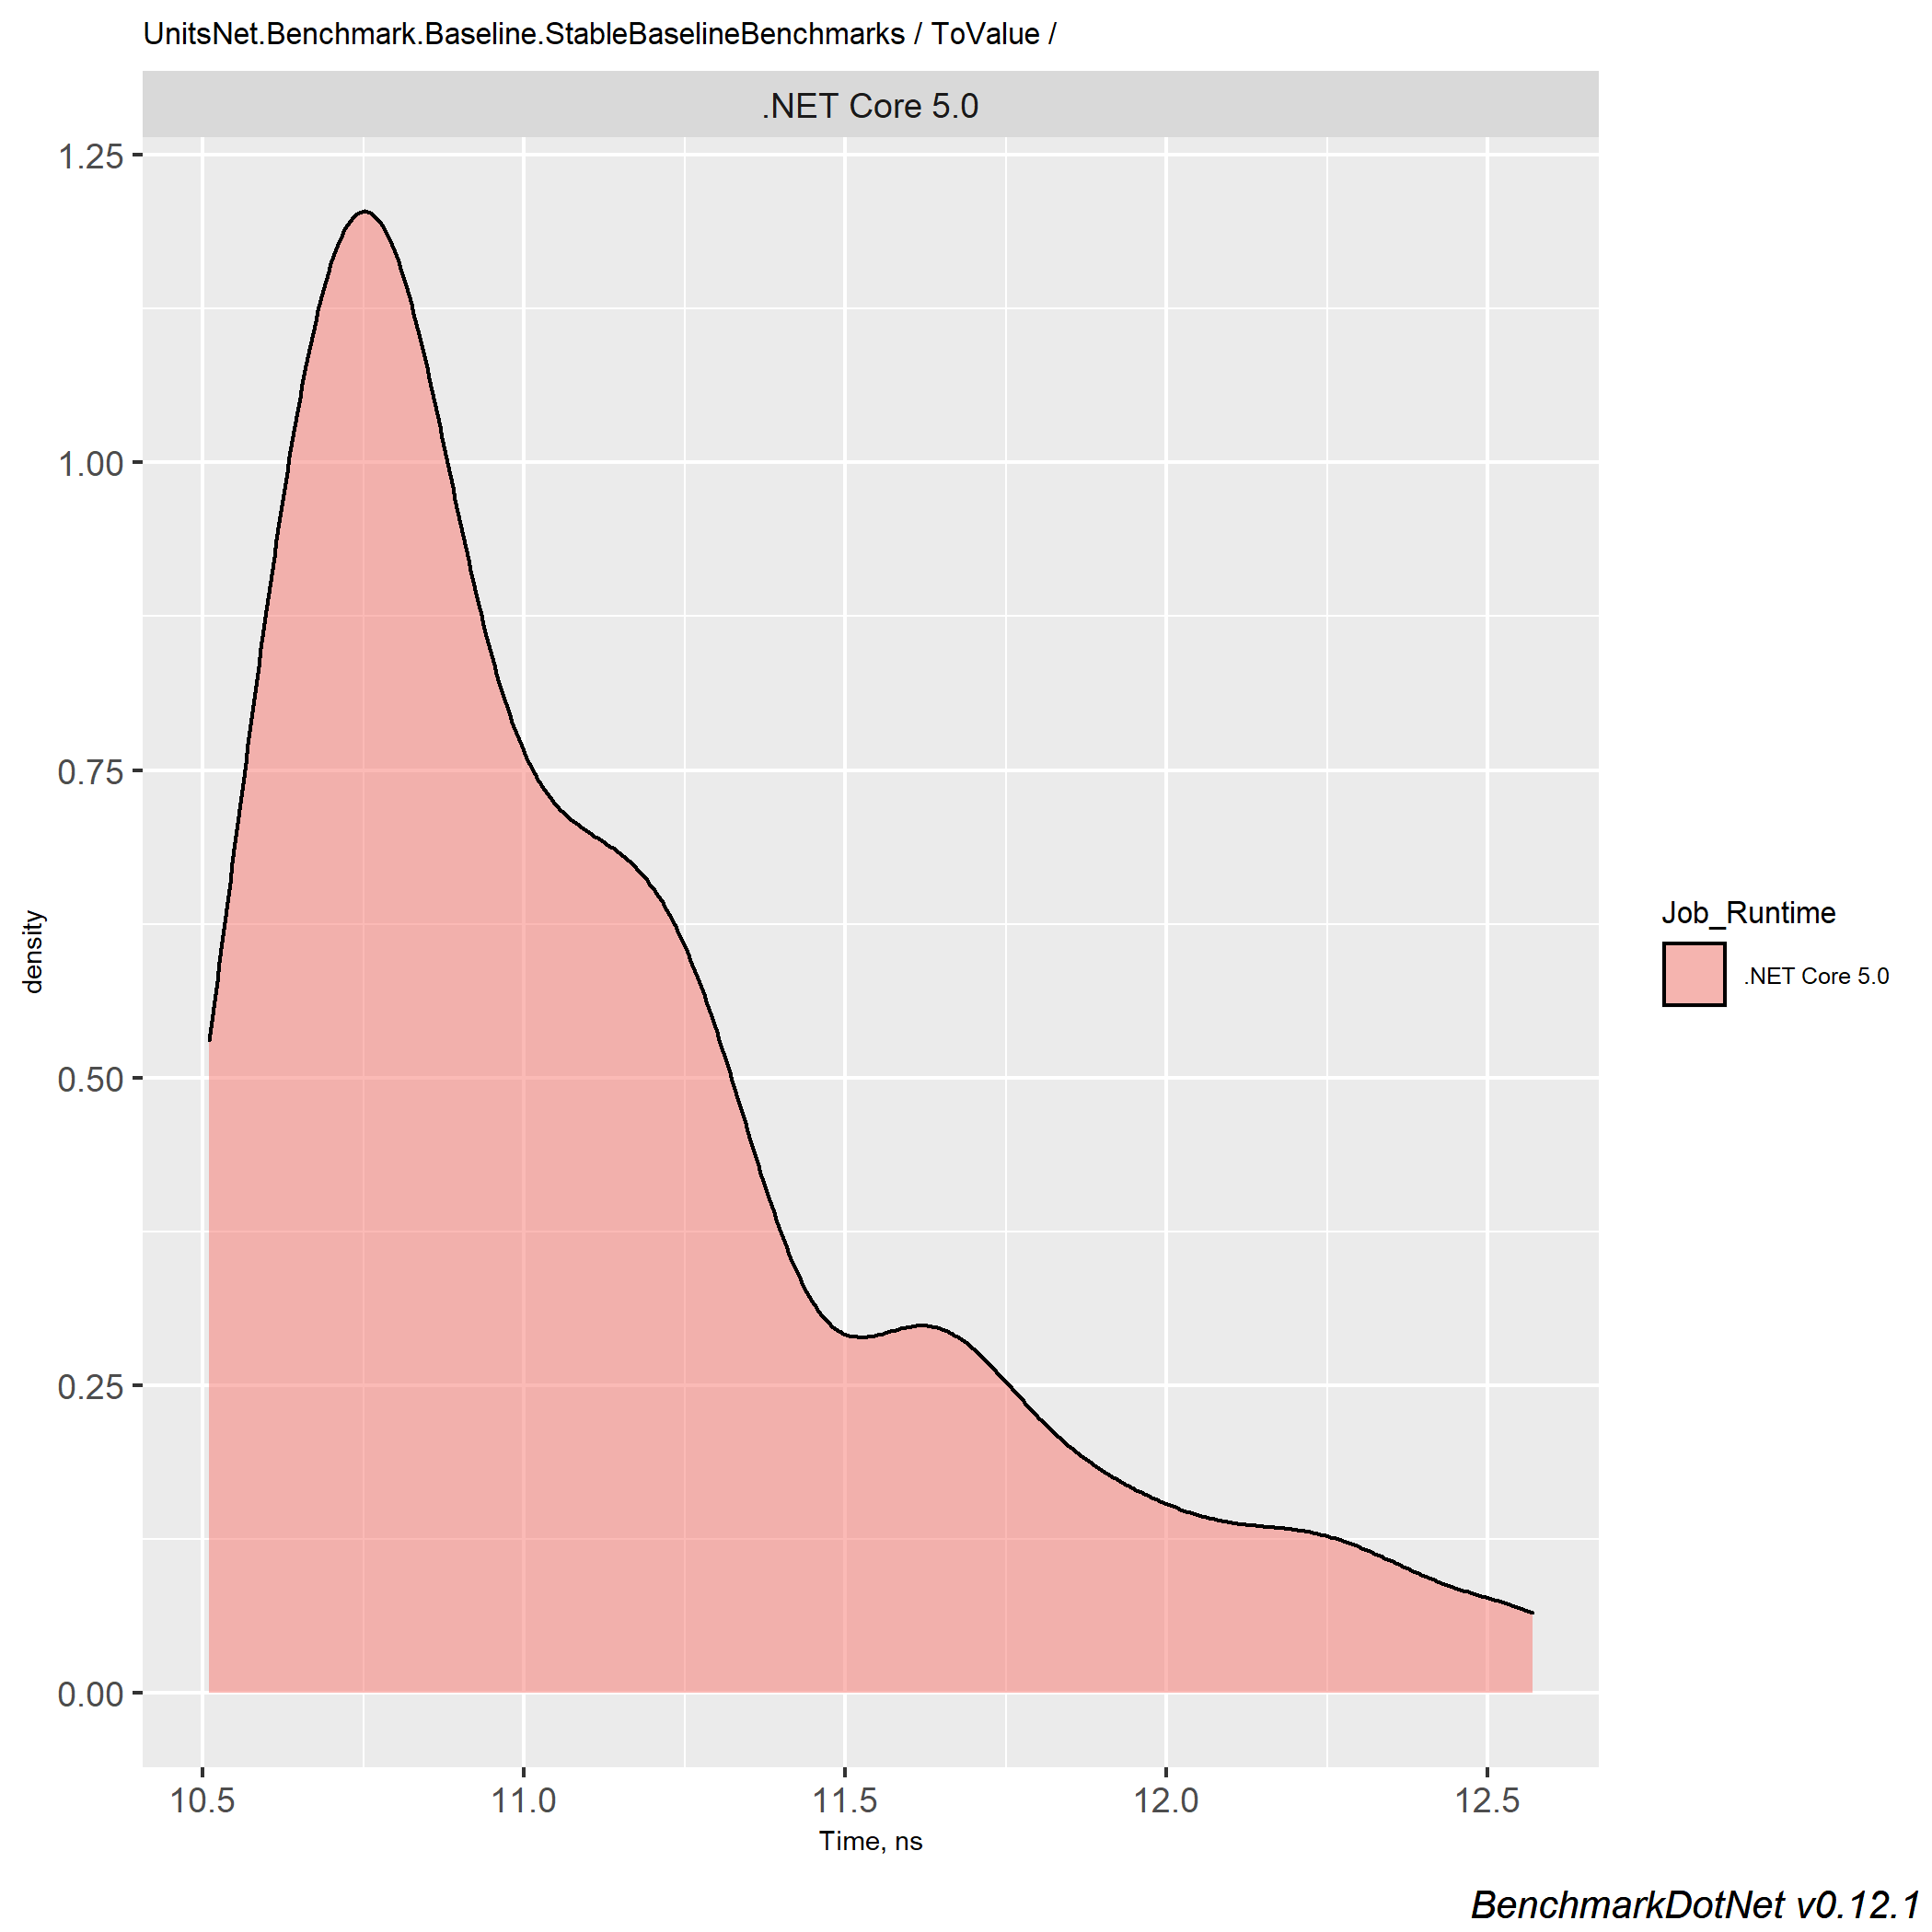 UnitsNet.Benchmark.Baseline.StableBaselineBenchmarks / ToValue /
.NET Core 5.0
1.25
1.00
0.75
0.50
0.25
0.00
density
10.5 11.0 11.5 12.0 12.5
Time, ns
Job_Runtime
.NET Core 5.0
BenchmarkDotNet v0.12.1